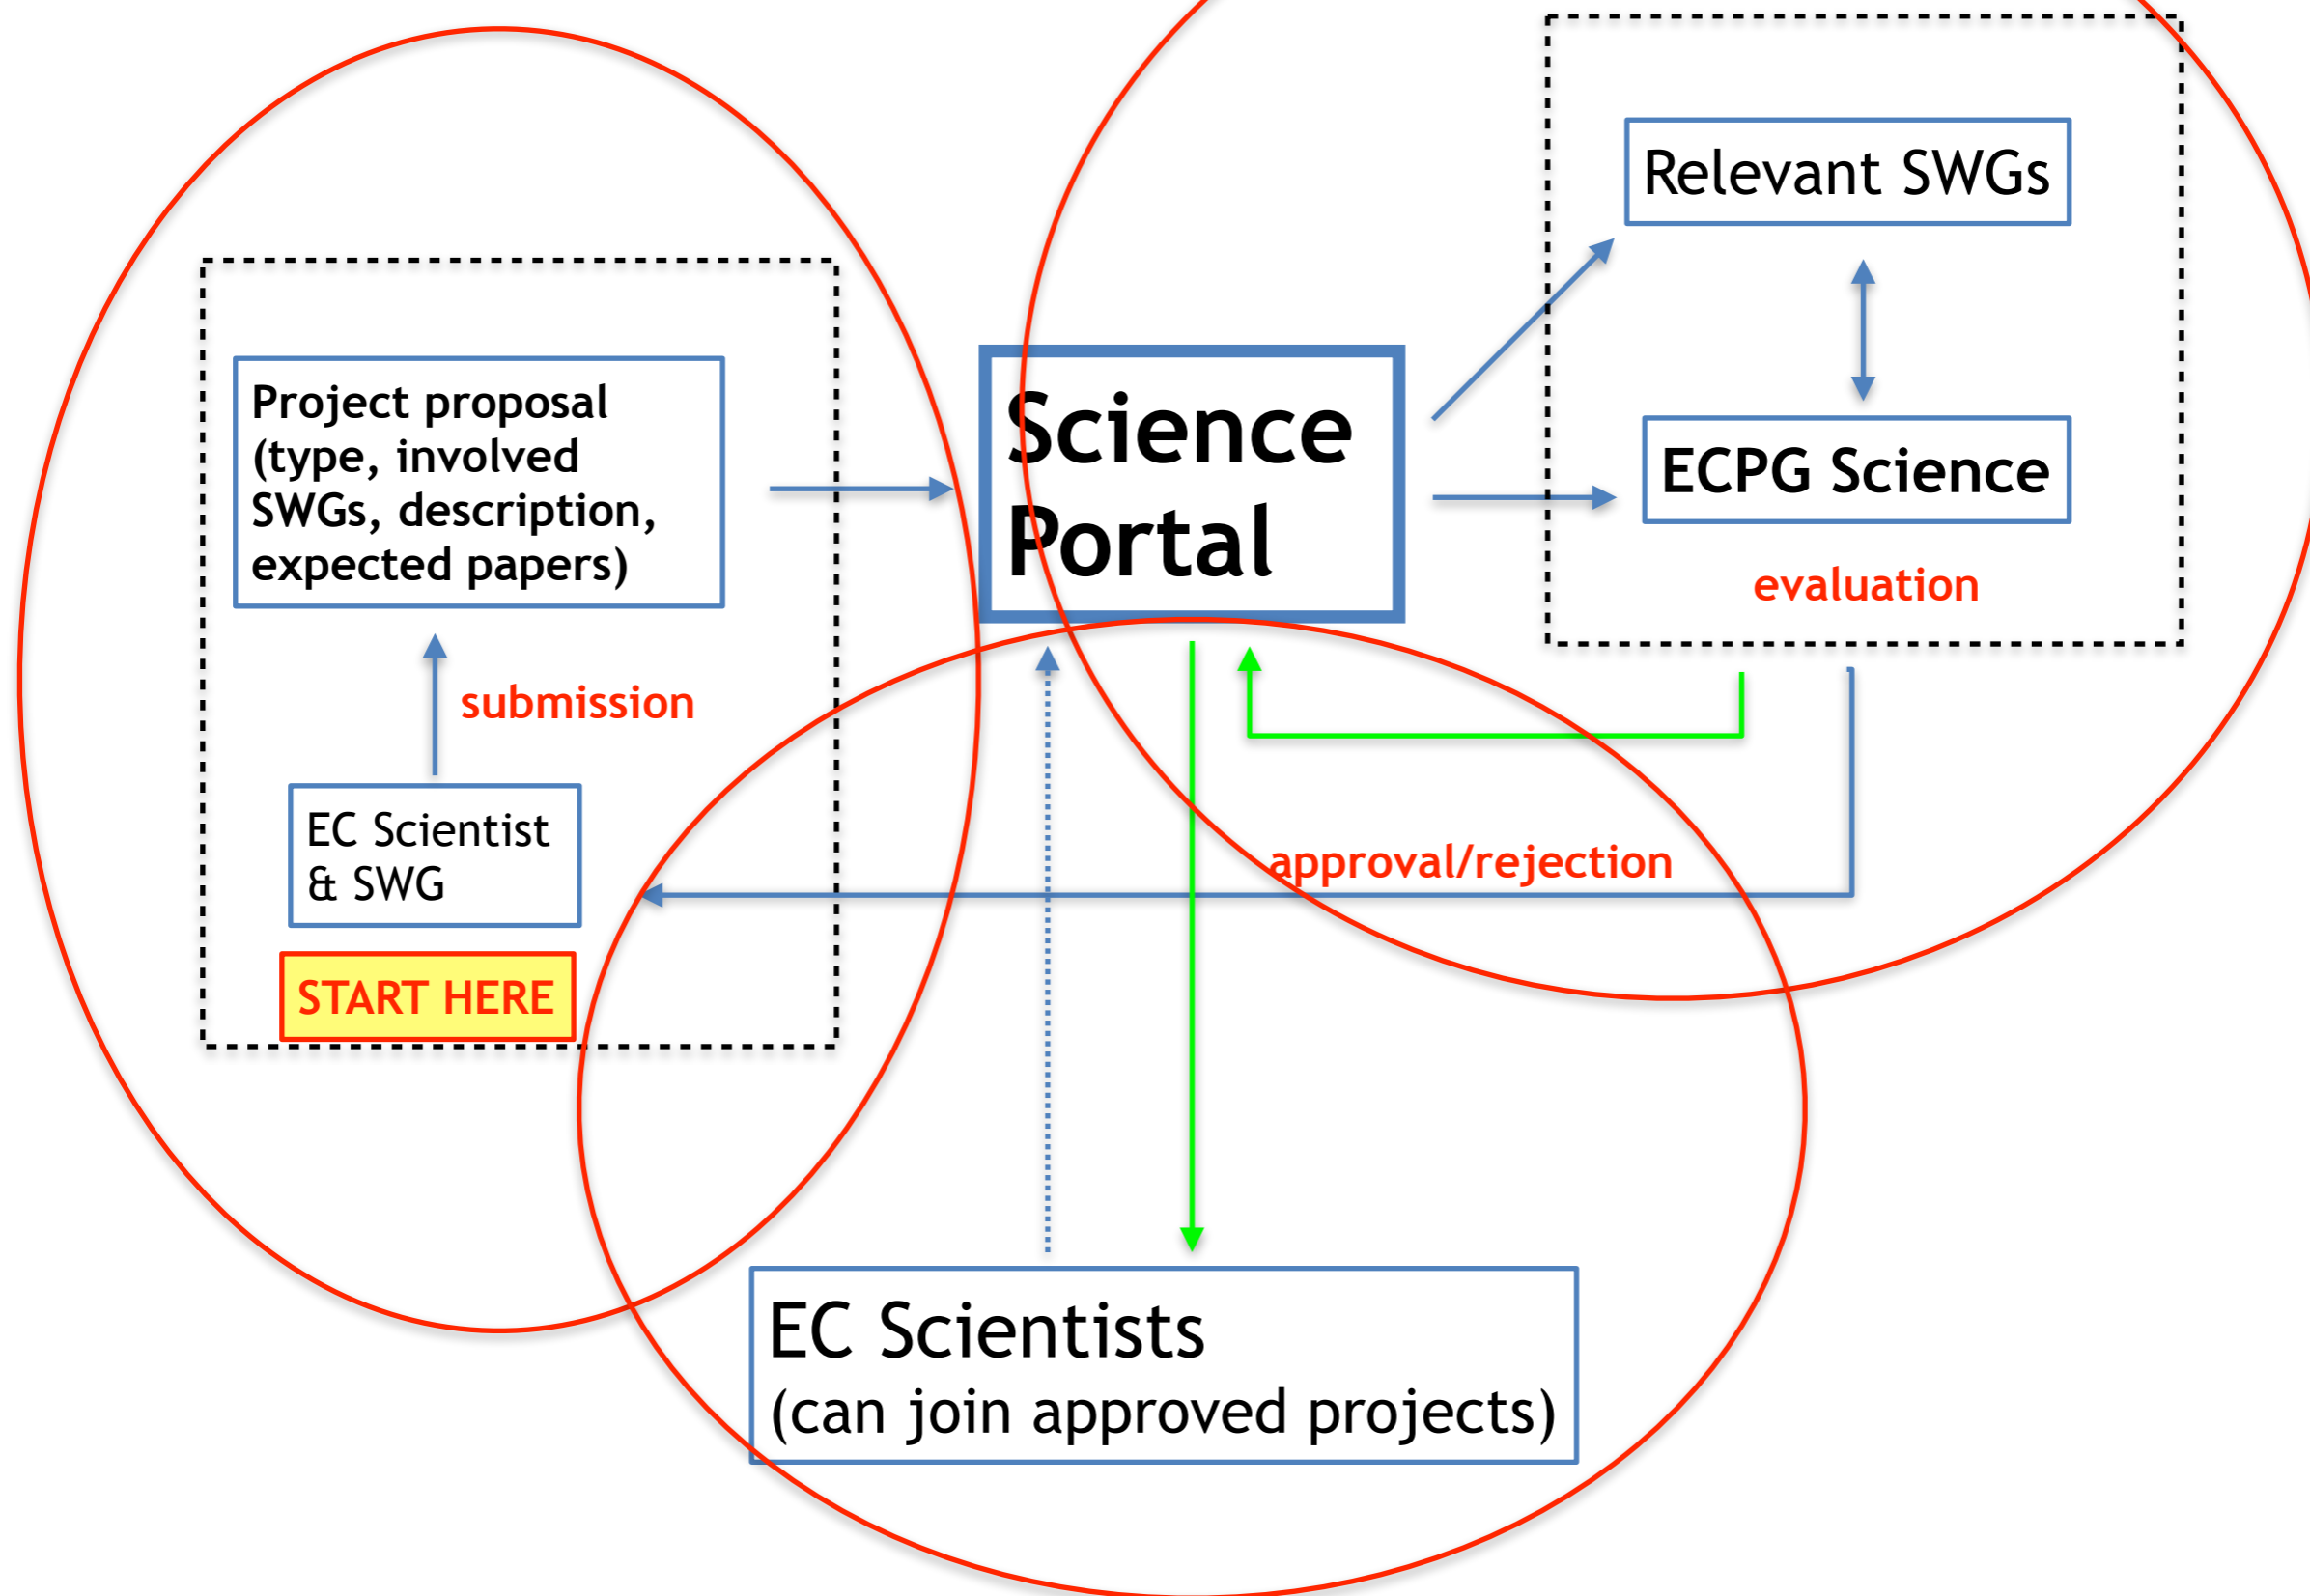 Relevant SWGs
Project proposal
(type, involved
SWGs, description,
expected papers)
Science
Portal
ECPG Science
evaluation
submission
EC Scientist
& SWG
approval/rejection
START HERE
EC Scientists
(can join approved projects)